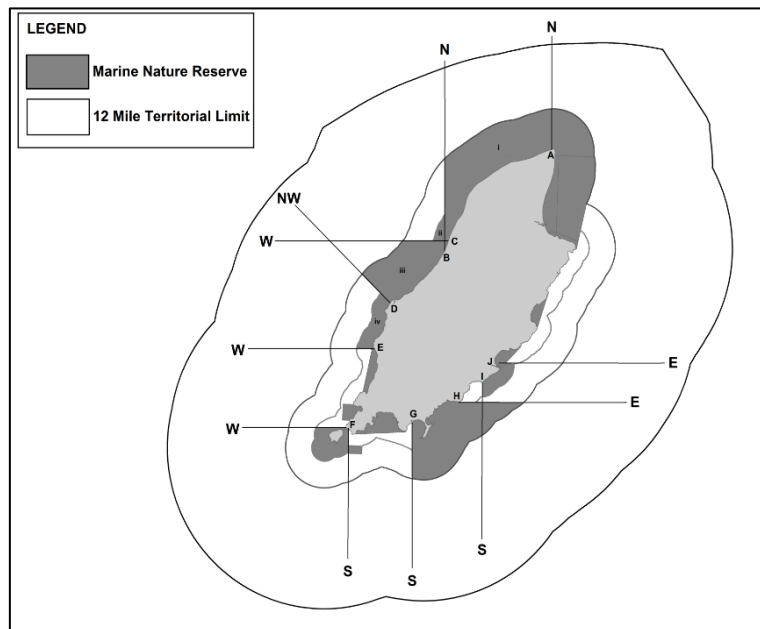 LEGEND
Marine Nature Reserve
12 Mile Territorial Limit
N
N
i
A
NW
ii
W
C
B
iii
D
iv
W
E
J
E
I
H
E
G
W
F
S
S
S